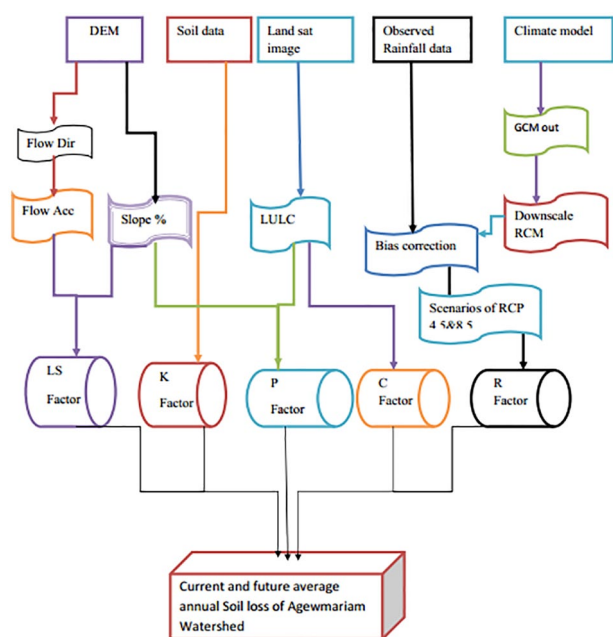 DEM
Soil data
Land sat
image
Observed
Rainfall data
Climate model
Flow Dir
GCM out
Flow Acc
Slope %
LULC
Downscale
RCM
Bias correction
Scenarios of RCP
4.5&8.5
LS
Factor
K
Factor
P
Factor
C
Factor
R
Factor
Current and future average
annual Soil loss of Agewmariam
Watershed